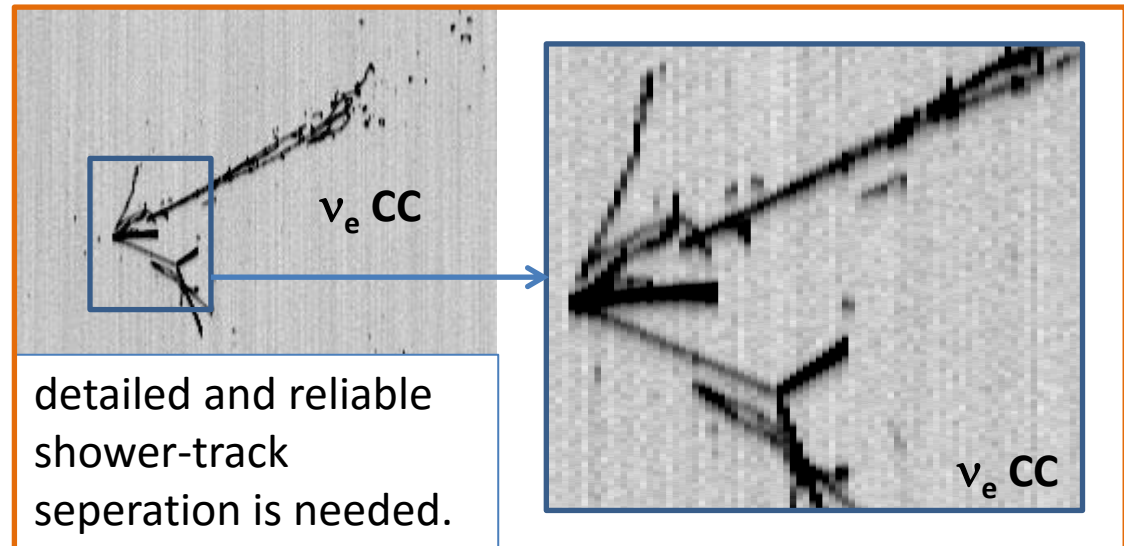 νe CC
detailed and reliable
shower-track
seperation is needed.
νe CC